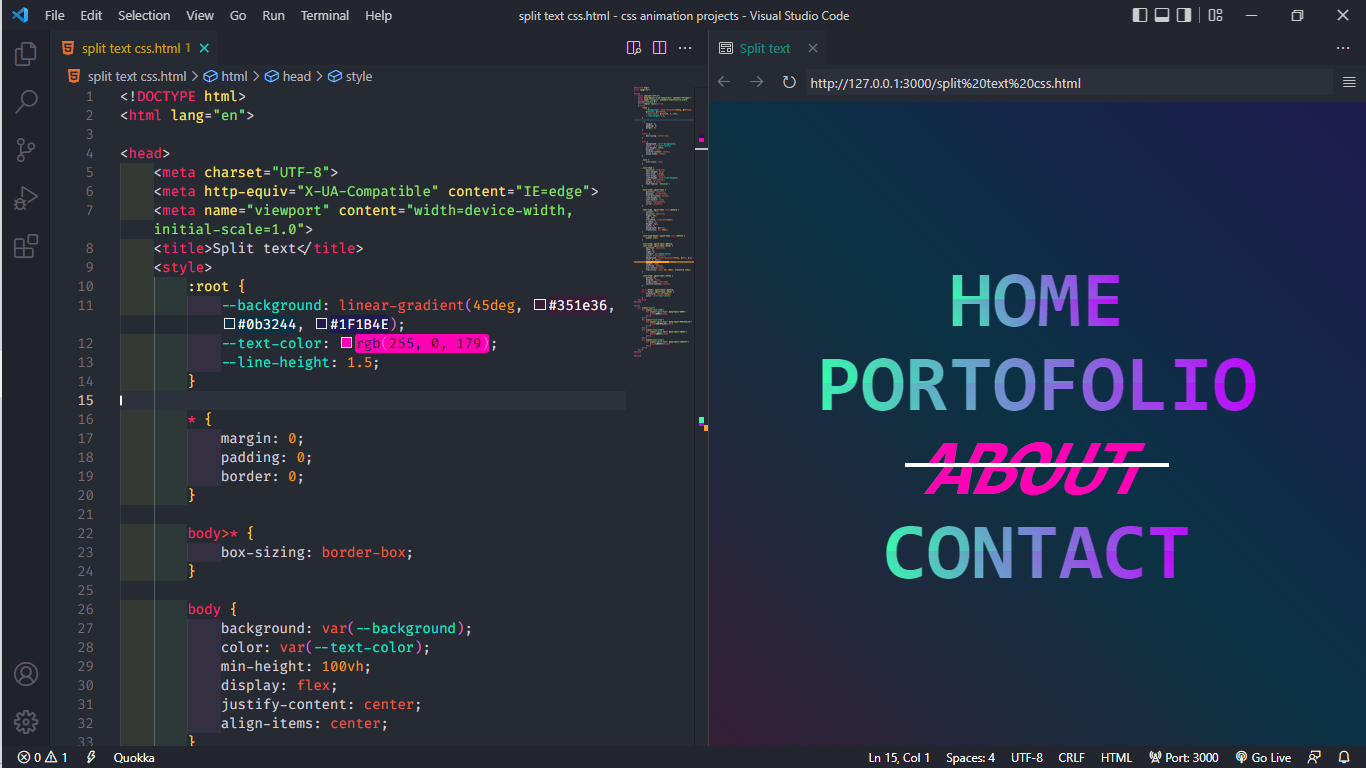 File Edit Selection View Go Run Terminal Help
split text css.html - css animation projects - Visual Studio Code
split text css.html 1
Split text
split text css.html > html > head > style
http://127.0.0.1:3000/split%20text%20css.html
1 <!DOCTYPE html>
2 <html lang="en">
3
4 <head>
5 <meta charset="UTF-8">
6 <meta http-equiv="X-UA-Compatible" content="IE=edge">
7 <meta name="viewport" content="width=device-width,
initial-scale=1.0">
8 <title>Split text</title>
9 <style>
10 :root {
11 --background: linear-gradient(45deg, #351e36,
#0b3244, #1F1B4E);
12 --text-color: rgb(255, 0, 179);
13 --line-height: 1.5;
14 }
15
16 * {
17 margin: 0;
18 padding: 0;
19 border: 0;
20 }
21
22 body>* {
23 box-sizing: border-box;
24 }
25
26 body {
27 background: var(--background);
28 color: var(--text-color);
29 min-height: 100vh;
30 display: flex;
31 justify-content: center;
32 align-items: center;
33 }
HOME
PORTOFOLIO
ABOUT
CONTACT
0 1 Quokka
Ln 15, Col 1 Spaces: 4 UTF-8 CRLF HTML Port: 3000 Go Live